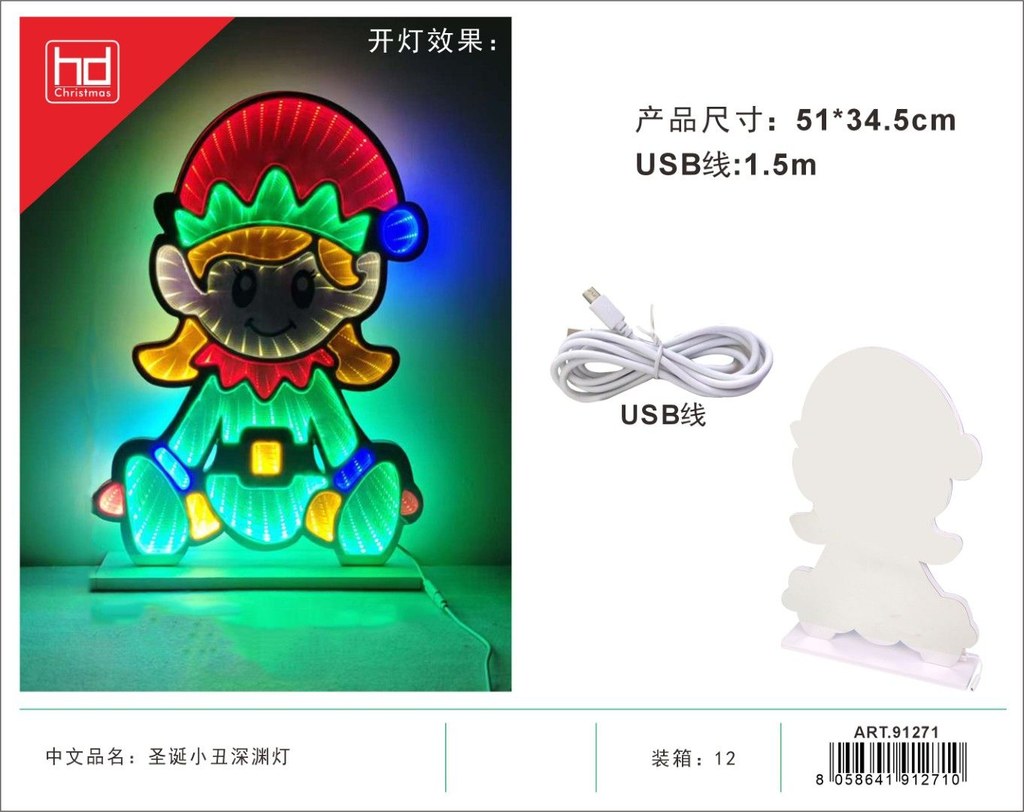 hd
Christmas
开灯效果：
产品尺寸：51*34.5cm
USB线:1.5m
USB线
中文品名：圣诞小丑深渊灯
装箱：12
ART.91271
8 058641 912710